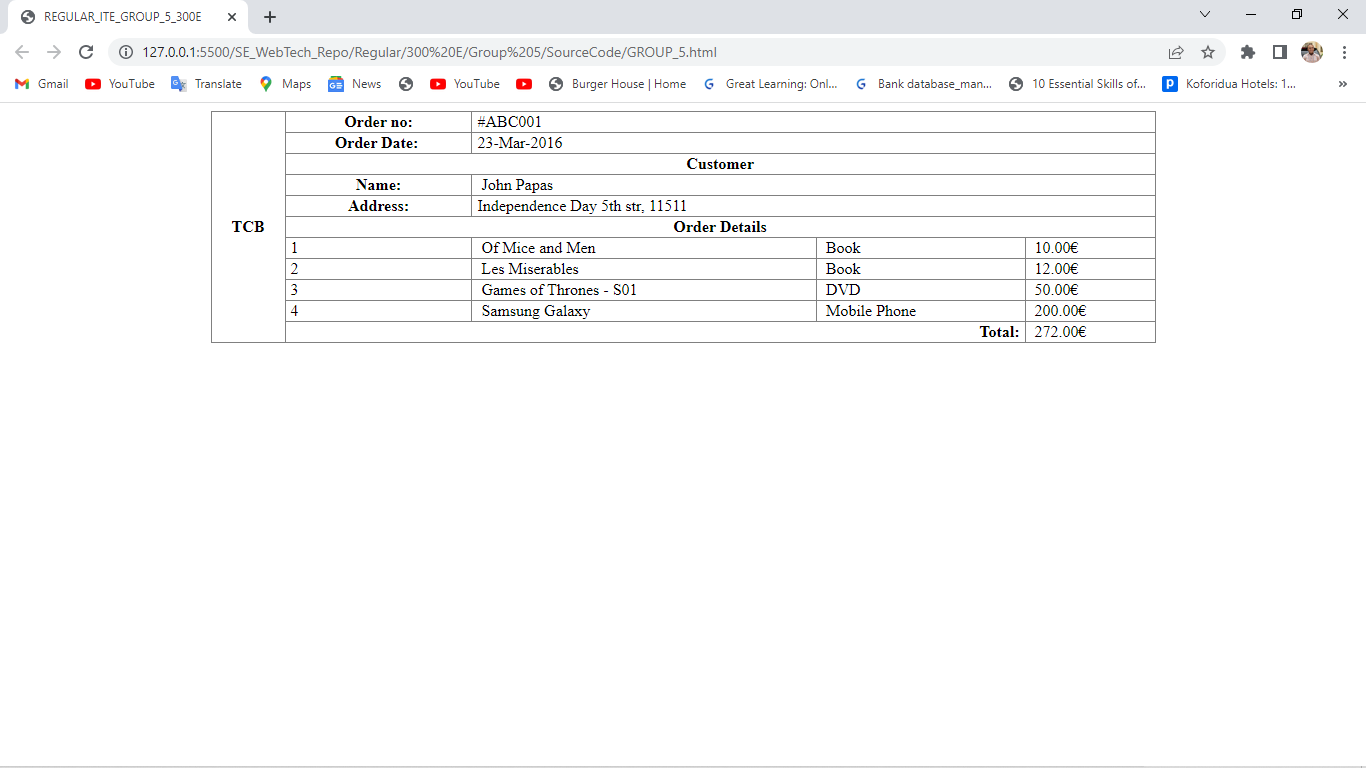 REGULAR_ITE_GROUP_5_300E
127.0.0.1:5500/SE_WebTech_Repo/Regular/300%20E/Group%205/SourceCode/GROUP_5.html
Gmail YouTube Translate Maps News YouTube Burger House | Home Great Learning: Onl... Bank database_man... 10 Essential Skills of... Koforidua Hotels: 1... »
Order no: #ABC001
Order Date: 23-Mar-2016
Customer
Name: John Papas
Address: Independence Day 5th str, 11511
TCB Order Details
1 Of Mice and Men Book 10.00€
2 Les Miserables Book 12.00€
3 Games of Thrones - S01 DVD 50.00€
4 Samsung Galaxy Mobile Phone 200.00€
Total: 272.00€